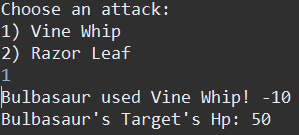 Choose an attack:
1) Vine Whip
2) Razor Leaf
1
Bulbasaur used Vine Whip! -10
Bulbasaur's Target's Hp: 50